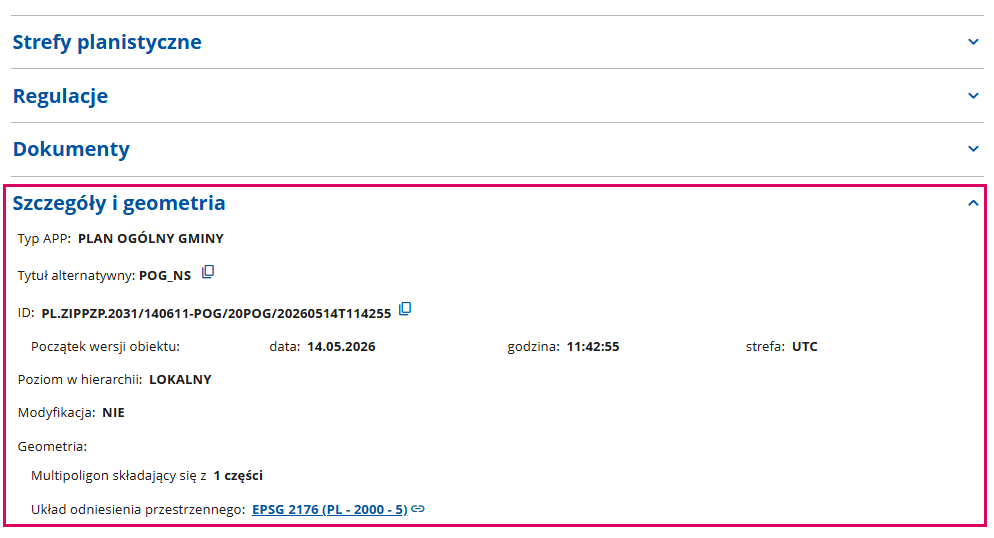 Strefy planistyczne
Regulacje
Dokumenty
Szczegóły i geometria
Typ APP: PLAN OGÓLNY GMINY
Tytuł alternatywny: POG_NS
ID: PL.ZIPPZP.2031/140611-POG/20POG/20260514T114255
Początek wersji obiektu: data: 14.05.2026 godzina: 11:42:55 strefa: UTC
Poziom w hierarchii: LOKALNY
Modyfikacja: NIE
Geometria:
Multipoligon składający się z 1 części
Układ odniesienia przestrzennego: EPSG 2176 (PL - 2000 - 5)